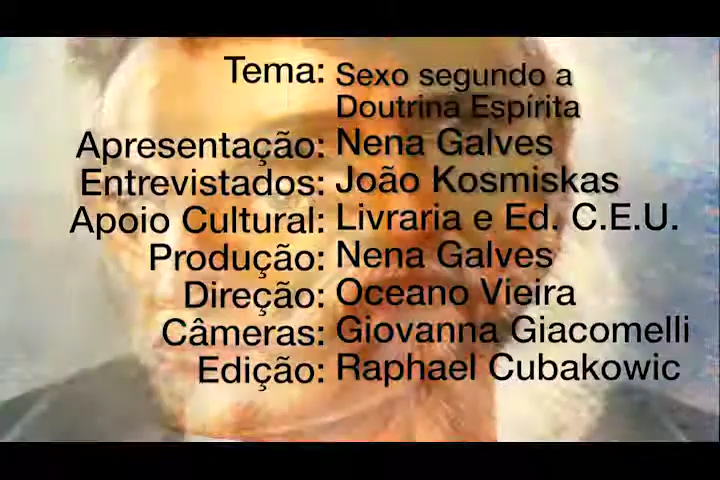 Tema: Sexo segundo a
Doutrina Espírita
Apresentação: Nena Galves
Entrevistados: João Kosmiskas
Apoio Cultural: Livraria e Ed. C.E.U.
Produção: Nena Galves
Direção: Oceano Vieira
Câmeras: Giovanna Giacomelli
Edição: Raphael Cubakowic